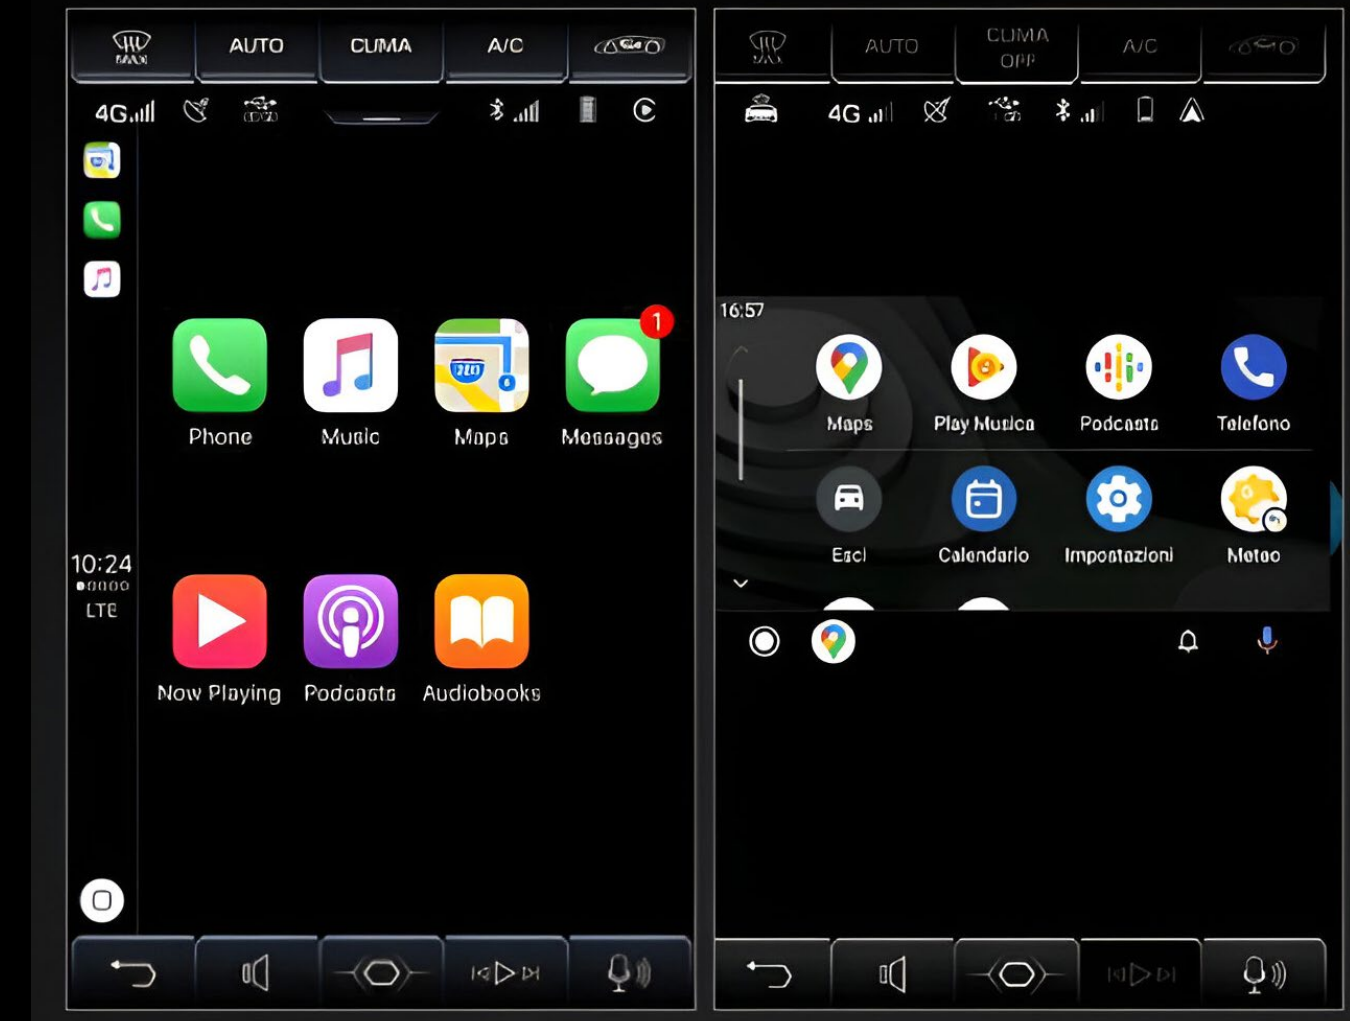 AUTO
CLIMA
A/C
4G
Phone
Music
Maps
1
Messages
10:24
LTE
Now Playing
Podcasts
Audiobooks
AUTO
CLIMA
OFF
A/C
4G
16:57
Maps
Play Musica
Podcasts
Telefono
Esci
Calendario
Impostazioni
Meteo